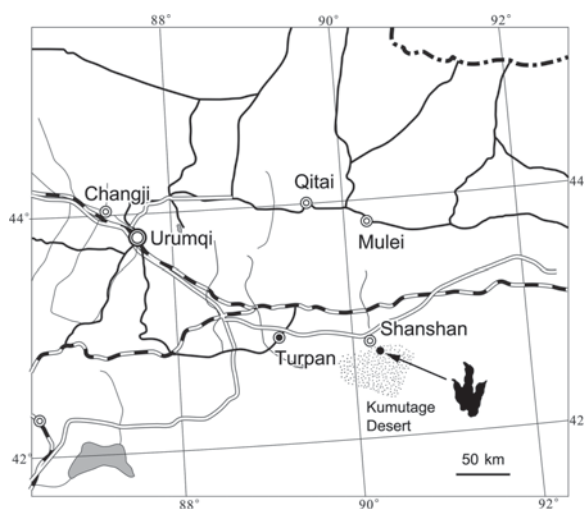 88°
90°
92°
44°
Qitai
Changji
44°
Mulei
Urumqi
Shanshan
Turpan
Kumutage
Desert
42°
42°
50 km
88°
90°
92°